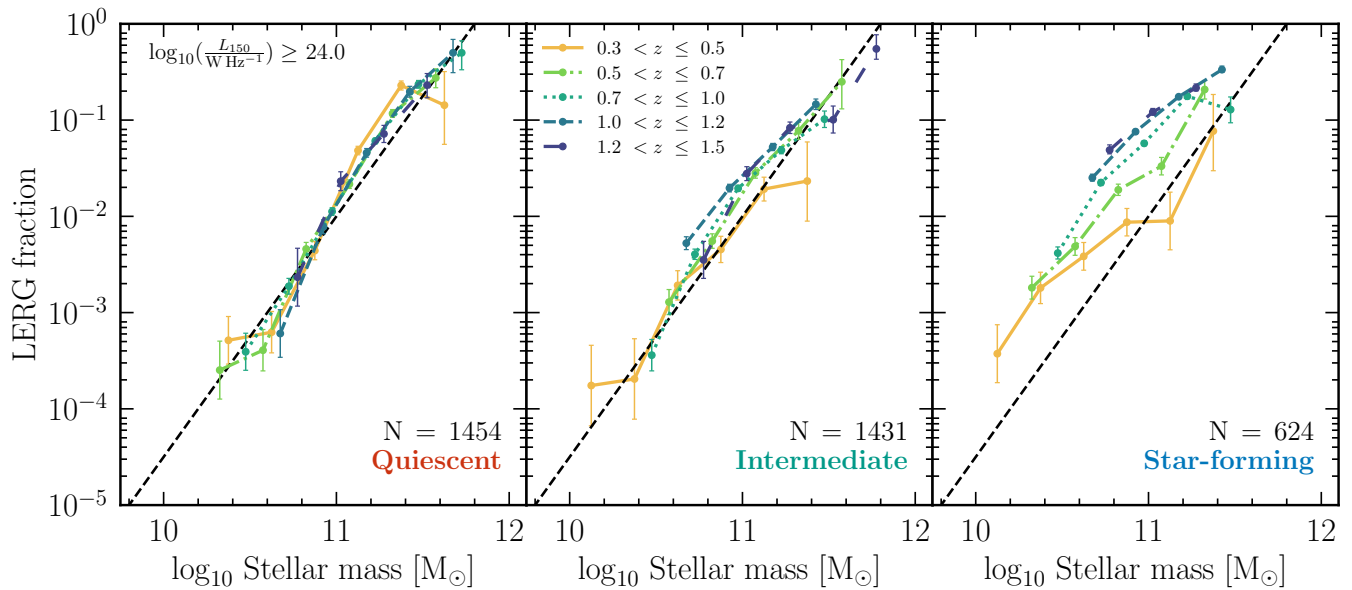 LERG fraction
10⁰
10⁻¹
10⁻²
10⁻³
10⁻⁴
10⁻⁵
log₁₀(L₁₅₀/W Hz⁻¹) ≥ 24.0
N = 1454
Quiescent
10 11 12
log₁₀ Stellar mass [M⊙]
0.3 < z ≤ 0.5
0.5 < z ≤ 0.7
0.7 < z ≤ 1.0
1.0 < z ≤ 1.2
1.2 < z ≤ 1.5
N = 1431
Intermediate
10 11 12
log₁₀ Stellar mass [M⊙]
N = 624
Star-forming
10 11 12
log₁₀ Stellar mass [M⊙]